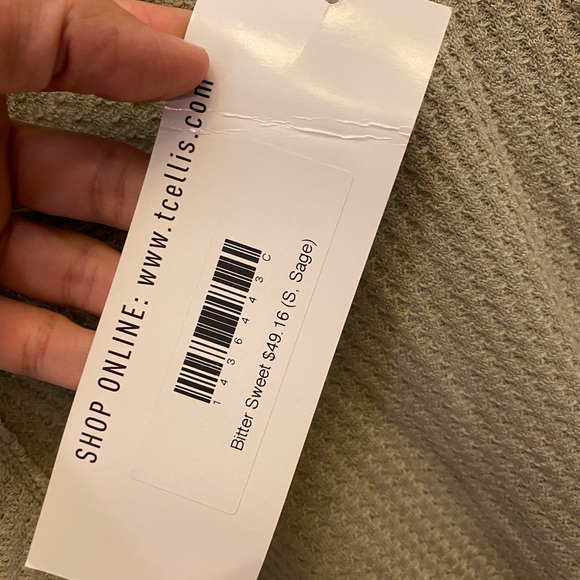 SHOP ONLINE: www.tcellis.com
1 4 3 6 4 4 3 C
Bitter Sweet $49.16 (S, Sage)